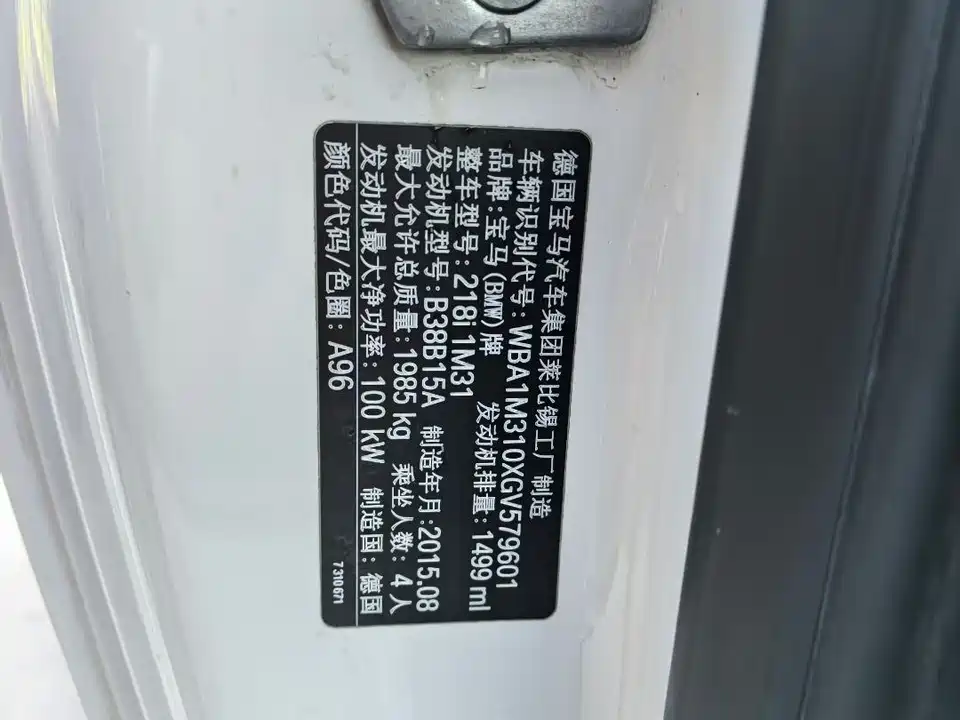 德国宝马汽车集团莱比锡工厂制造
车辆识别代号: WBA1M310XGV579601
品牌:宝马(BMW)牌 发动机排量:1499 ml
整车型号:218i 1M31
发动机型号:B38B15A 制造年月:2015.08
最大允许总质量:1985 kg 乘坐人数: 4 人
发动机最大净功率: 100 kW 制造国: 德国
颜色代码/色圈: A96 7 310 671